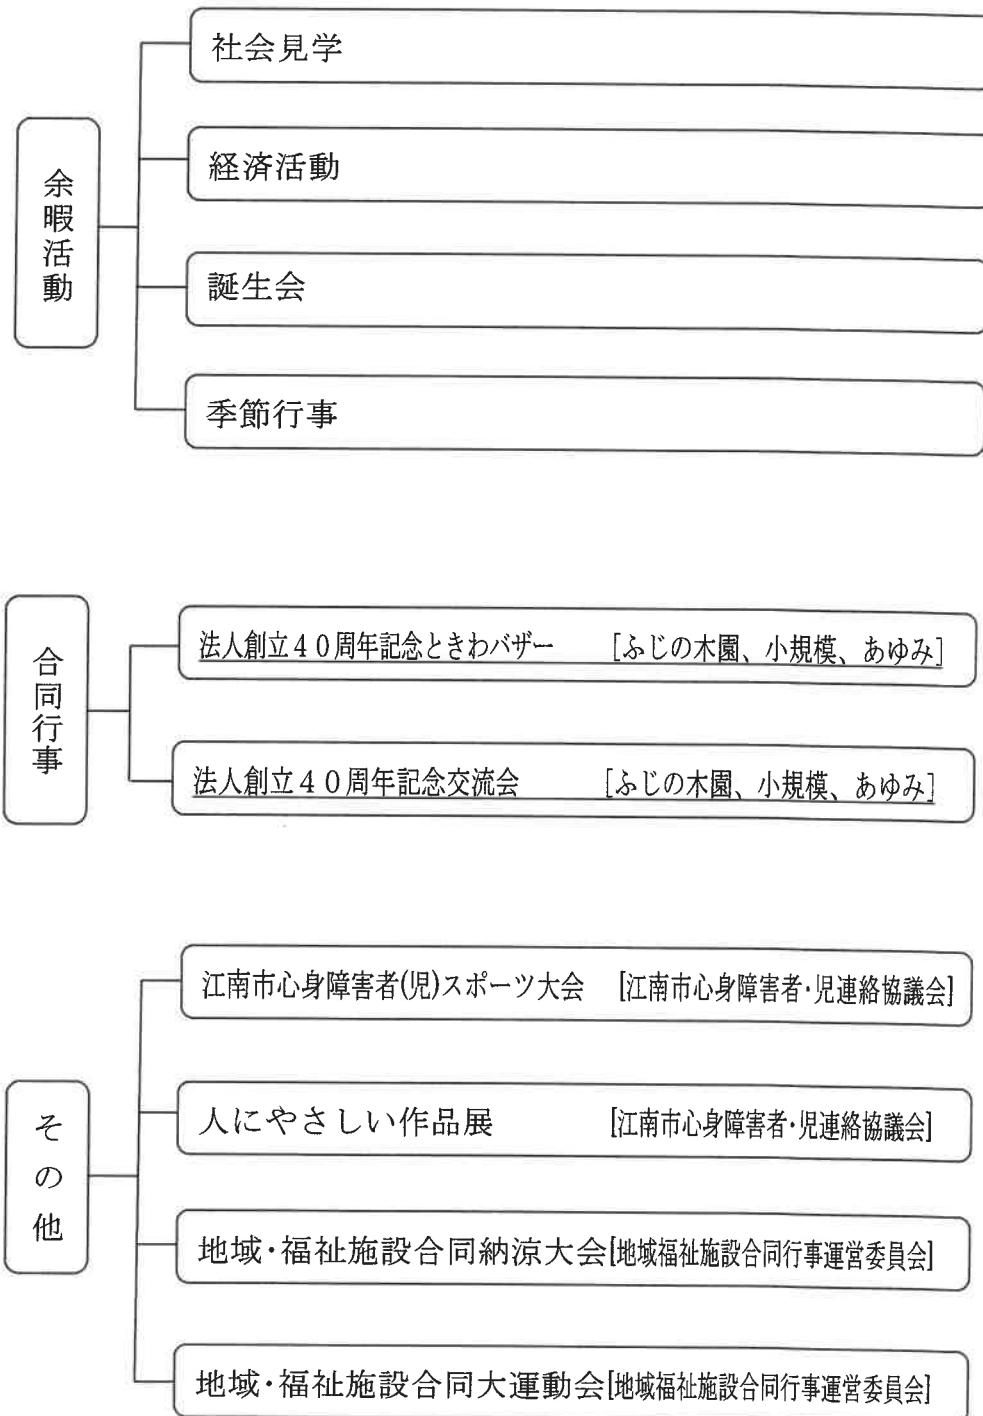 余暇活動
社会見学
経済活動
誕生会
季節行事
合同行事
法人創立40周年記念ときわバザー [ふじの木園、小規模、あゆみ]
法人創立40周年記念交流会 [ふじの木園、小規模、あゆみ]
その他
江南市心身障害者(児)スポーツ大会 [江南市心身障害者・児連絡協議会]
人にやさしい作品展 [江南市心身障害者・児連絡協議会]
地域・福祉施設合同納涼大会[地域福祉施設合同行事運営委員会]
地域・福祉施設合同大運動会[地域福祉施設合同行事運営委員会]